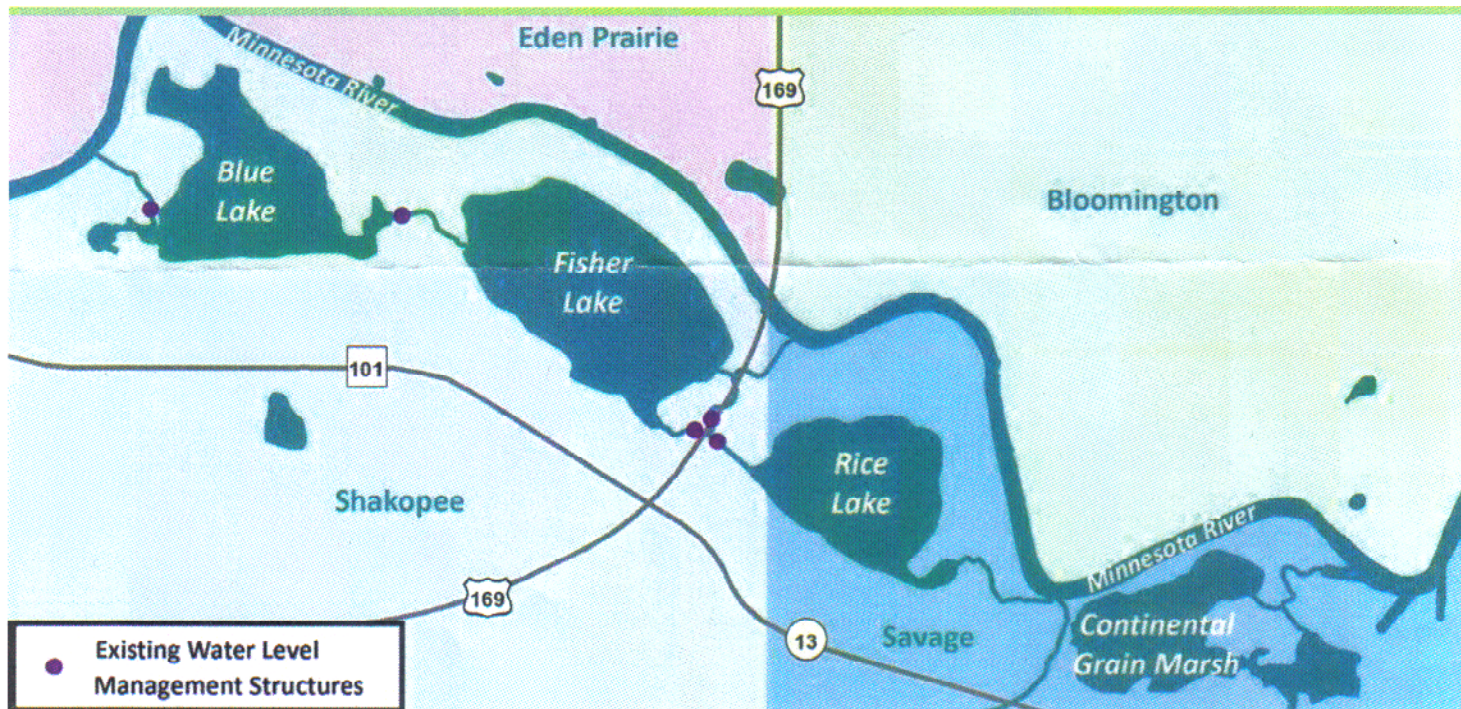 Eden Prairie
Minnesota River
169
Blue
Lake
Bloomington
Fisher
Lake
101
Rice
Lake
Shakopee
Minnesota River
169
Savage
13
Continental
Grain Marsh
Existing Water Level
Management Structures